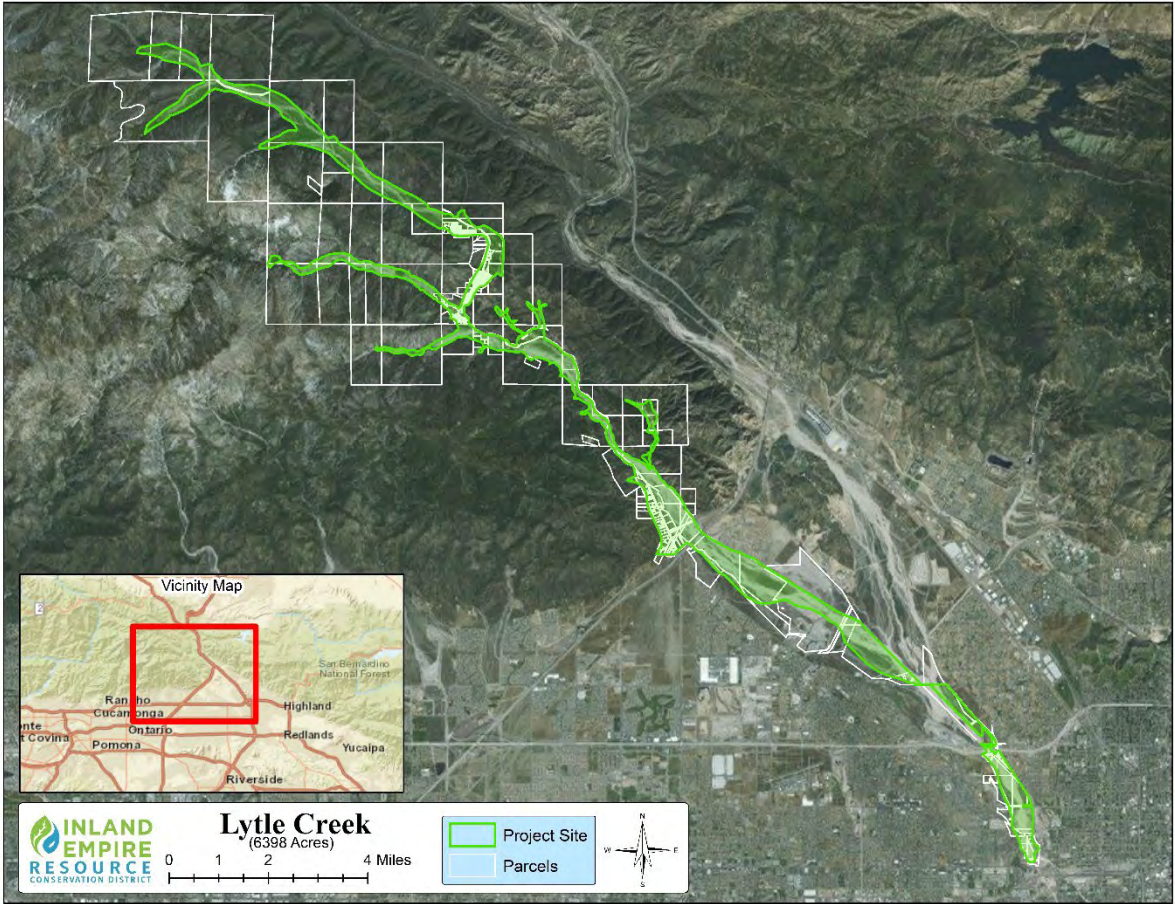 Vicinity Map
San Bernardino
National Forest
Rancho
Cucamonga
Highland
nte
t Covina
Ontario
Redlands
Pomona
Yucaipa
Riverside
INLAND
EMPIRE
RESOURCE
CONSERVATION DISTRICT
Lytle Creek
(6398 Acres)
0 1 2 4 Miles
Project Site
Parcels
N
W E
S